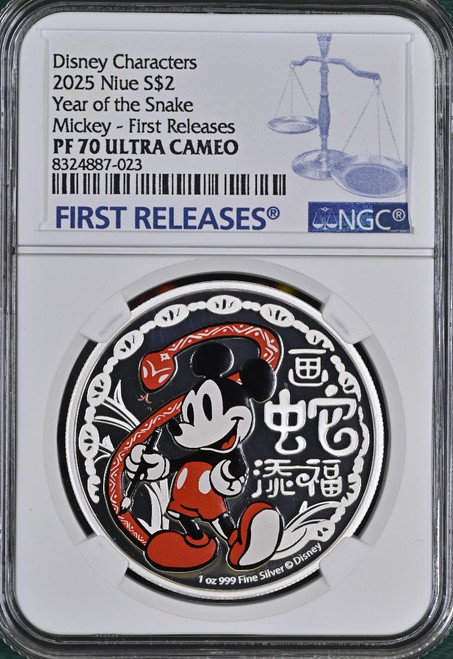 Disney Characters
2025 Niue S$2
Year of the Snake
Mickey - First Releases
PF 70 ULTRA CAMEO
8324887-023
FIRST RELEASES®
NGC®
画
蛇
添福
1 oz 999 Fine Silver © Disney